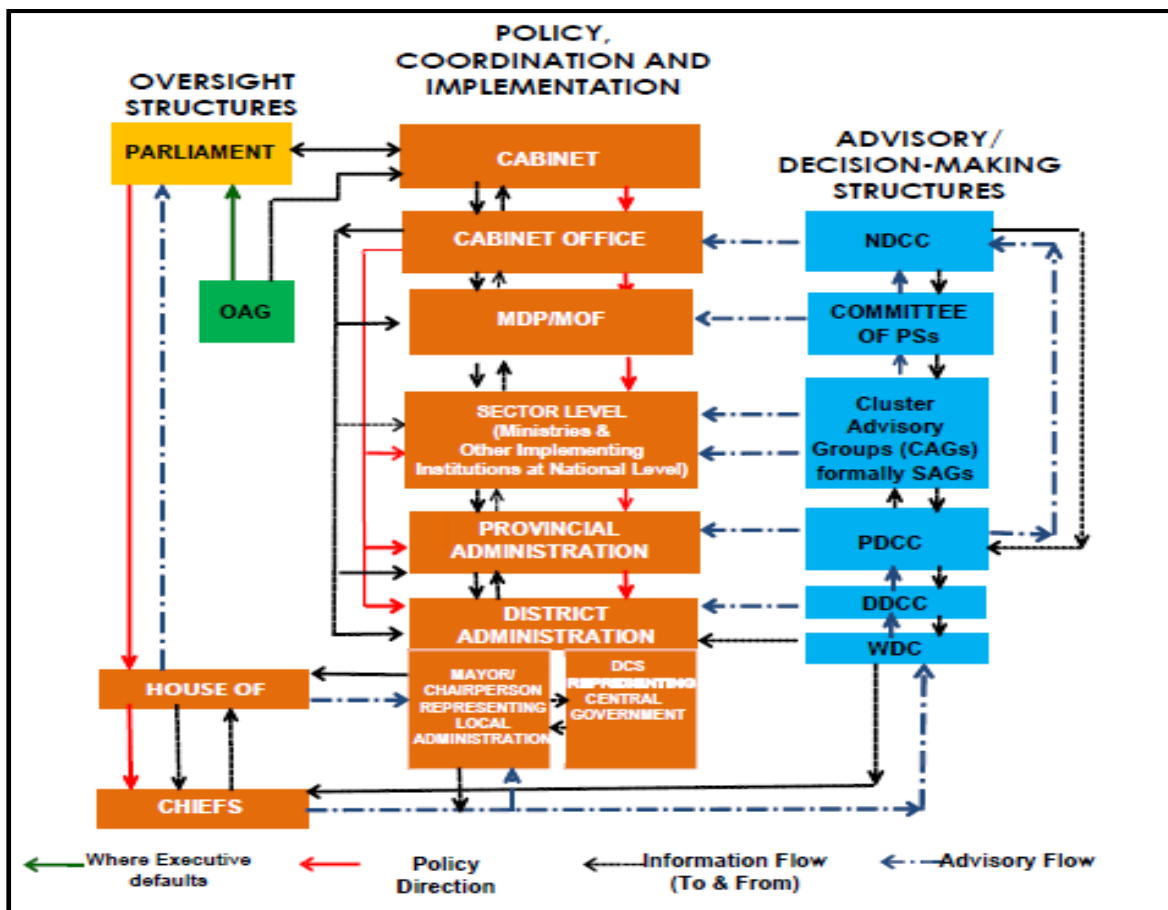 POLICY,
COORDINATION AND
IMPLEMENTATION
OVERSIGHT
STRUCTURES
ADVISORY/
DECISION-MAKING
STRUCTURES
PARLIAMENT
CABINET
CABINET OFFICE
NDCC
OAG
MDP/MOF
COMMITTEE
OF PSs
SECTOR LEVEL
(Ministries &
Other Implementing
Institutions at National Level)
Cluster
Advisory
Groups (CAGs)
formally SAGs
PROVINCIAL
ADMINISTRATION
PDCC
DISTRICT
ADMINISTRATION
DDCC
WDC
HOUSE OF
MAYOR/
CHAIRPERSON
REPRESENTING
LOCAL
ADMINISTRATION
DCS
REPRESENTING
CENTRAL
GOVERNMENT
CHIEFS
Where Executive
defaults
Policy
Direction
Information Flow
(To & From)
Advisory Flow